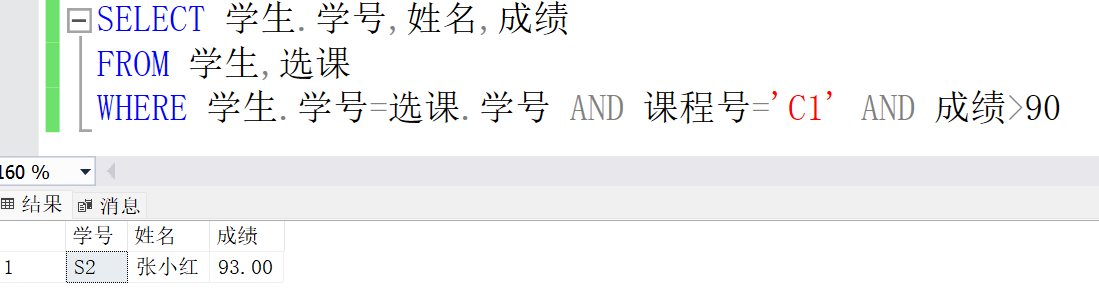 SELECT 学生.学号,姓名,成绩
FROM 学生,选课
WHERE 学生.学号=选课.学号 AND 课程号='C1' AND 成绩>90
160 %
结果 消息
学号 姓名 成绩
1 S2 张小红 93.00